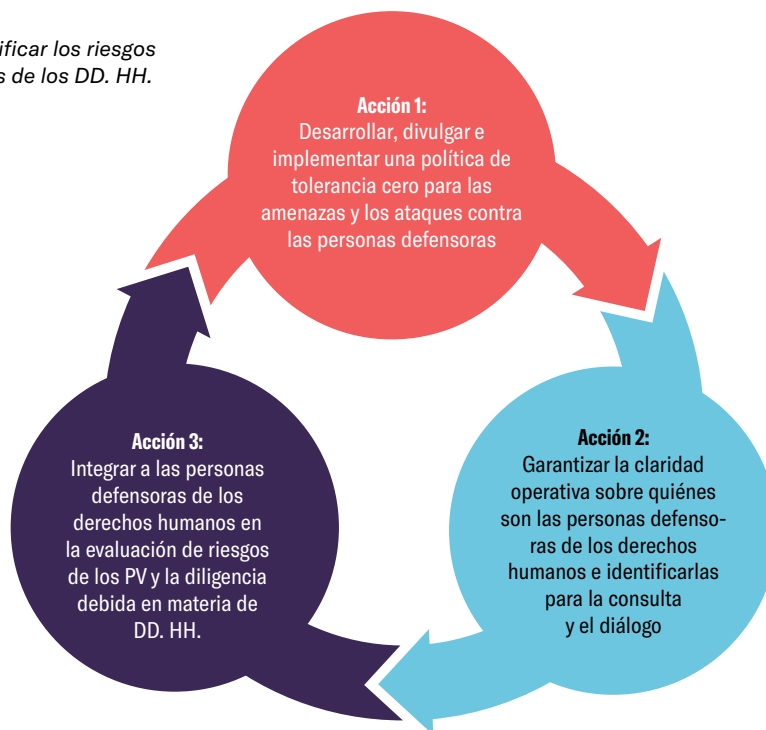 ificar los riesgos
s de los DD. HH.
Acción 1:
Desarrollar, divulgar e
implementar una política de
tolerancia cero para las
amenazas y los ataques contra
las personas defensoras
Acción 3:
Integrar a las personas
defensoras de los
derechos humanos en
la evaluación de riesgos
de los PV y la diligencia
debida en materia de
DD. HH.
Acción 2:
Garantizar la claridad
operativa sobre quiénes
son las personas defenso-
ras de los derechos
humanos e identificarlas
para la consulta
y el diálogo